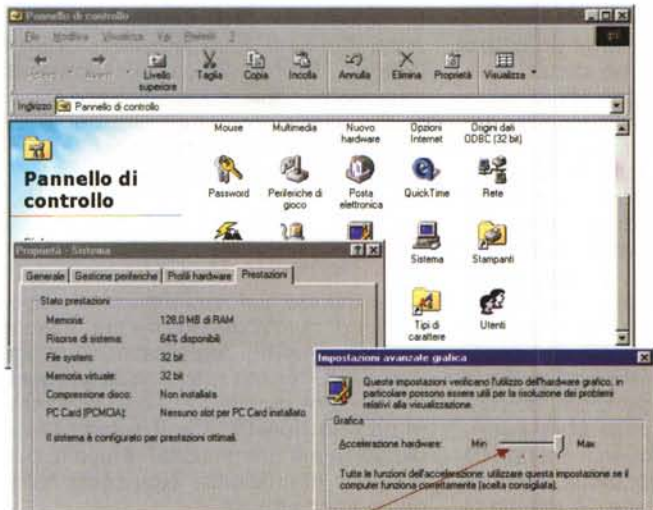 Pannello di controllo
File Modifica Visualizza Vai Preferiti ?
Indietro Avanti Livello superiore Taglia Copia Incolla Annulla Elimina Proprietà Visualizza
Indirizzo Pannello di controllo
Pannello di
controllo
Mouse Multimedia Nuovo hardware Opzioni Internet Origini dati ODBC (32 bit)
Password Periferiche di gioco Posta elettronica QuickTime Rete
Sistema Stampanti
Tipi di carattere Utenti
Proprietà - Sistema
Generale Gestione periferiche Profili hardware Prestazioni
Stato prestazioni
Memoria: 128,0 MB di RAM
Risorse di sistema: 64% disponibili
File system: 32 bit
Memoria virtuale: 32 bit
Compressione disco: Non installata
PC Card (PCMCIA): Nessuno slot per PC Card installato.
Il sistema è configurato per prestazioni ottimali.
Impostazioni avanzate grafica
Queste impostazioni verificano l'utilizzo dell'hardware grafico, in
particolare possono essere utili per la risoluzione dei problemi
relativi alla visualizzazione.
Grafica
Accelerazione hardware: Min Max
Tutte le funzioni dell'accelerazione: utilizzare questa impostazione se il
computer funziona correttamente (scelta consigliata).